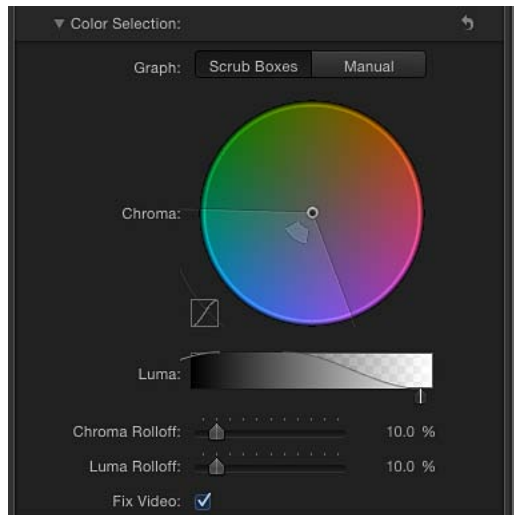 Color Selection:
Graph: Scrub Boxes Manual
Chroma:
Luma:
Chroma Rolloff: 10.0 %
Luma Rolloff: 10.0 %
Fix Video: